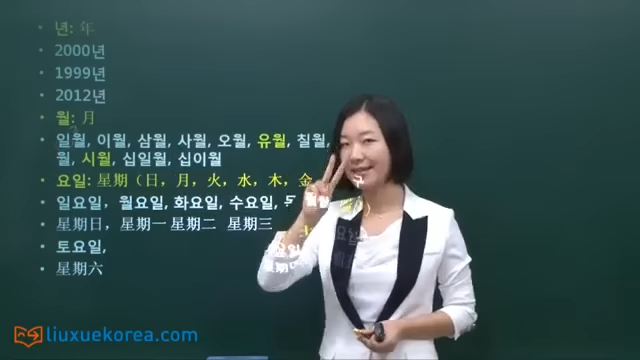 년: 年
2000년
1999년
2012년
월: 月
일월, 이월, 삼월, 사월, 오월, 유월, 칠월,
월, 시월, 십일월, 십이월
요일: 星期（日，月，火，水，木，金
일요일, 월요일, 화요일, 수요일,
星期日，星期一 星期二 星期三
토요일,
星期六
liuxuekorea.com